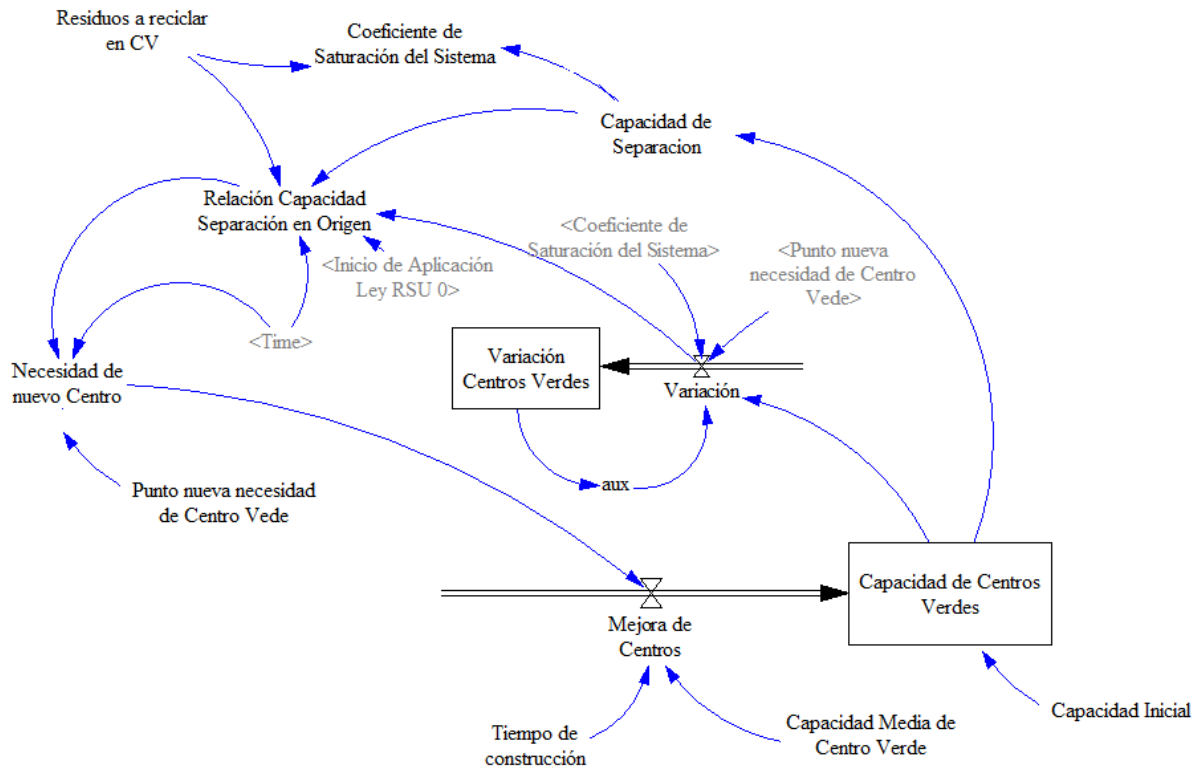 Residuos a reciclar
en CV
Coeficiente de
Saturación del Sistema
Capacidad de
Separacion
Relación Capacidad
Separación en Origen
<Coeficiente de
Saturación del Sistema>
<Punto nueva
necesidad de Centro
Vede>
<Inicio de Aplicación
Ley RSU 0>
<Time>
Variación
Centros Verdes
Variación
Necesidad de
nuevo Centro
aux
Punto nueva necesidad
de Centro Vede
Capacidad de Centros
Verdes
Mejora de
Centros
Tiempo de
construcción
Capacidad Media de
Centro Verde
Capacidad Inicial